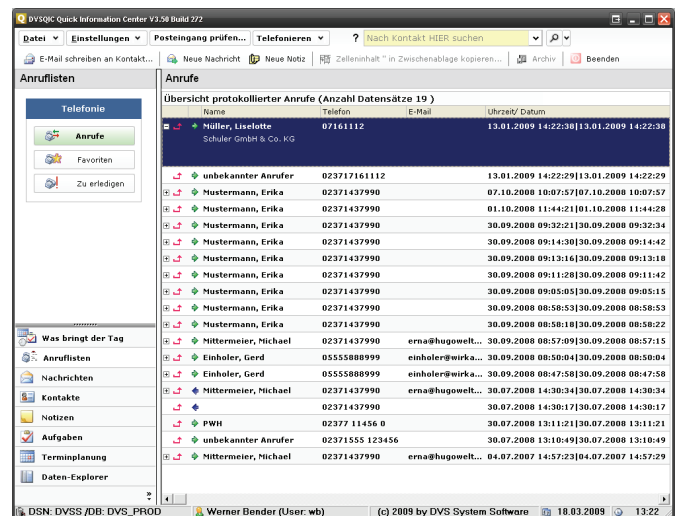 DVSQIC Quick Information Center V3.50 Build 272
Datei Einstellungen Posteingang prüfen... Telefonieren ? Nach Kontakt HIER suchen
E-Mail schreiben an Kontakt... Neue Nachricht Neue Notiz Zelleninhalt '' in Zwischenablage kopieren... Archiv Beenden
Anruflisten
Telefonie
Anrufe
Favoriten
Zu erledigen
Was bringt der Tag
Anruflisten
Nachrichten
Kontakte
Notizen
Aufgaben
Terminplanung
Daten-Explorer
Anrufe
Übersicht protokollierter Anrufe (Anzahl Datensätze 19 )
Name Telefon E-Mail Uhrzeit/ Datum
Müller, Liselotte 07161112 13.01.2009 14:22:38|13.01.2009 14:22:38
Schuler GmbH & Co. KG
unbekannter Anrufer 023717161112 13.01.2009 14:22:29|13.01.2009 14:22:29
Mustermann, Erika 02371437990 07.10.2008 10:07:57|07.10.2008 10:07:57
Mustermann, Erika 02371437990 01.10.2008 11:44:21|01.10.2008 11:44:28
Mustermann, Erika 02371437990 30.09.2008 09:32:21|30.09.2008 09:32:34
Mustermann, Erika 02371437990 30.09.2008 09:14:30|30.09.2008 09:14:42
Mustermann, Erika 02371437990 30.09.2008 09:13:16|30.09.2008 09:13:18
Mustermann, Erika 02371437990 30.09.2008 09:11:28|30.09.2008 09:11:42
Mustermann, Erika 02371437990 30.09.2008 09:05:05|30.09.2008 09:05:15
Mustermann, Erika 02371437990 30.09.2008 08:58:53|30.09.2008 08:58:53
Mustermann, Erika 02371437990 30.09.2008 08:58:18|30.09.2008 08:58:22
Mittermeier, Michael 02371437990 erna@hugowelt... 30.09.2008 08:57:09|30.09.2008 08:57:15
Einholer, Gerd 05555888999 einholer@wirka... 30.09.2008 08:50:04|30.09.2008 08:50:04
Einholer, Gerd 05555888999 einholer@wirka... 30.09.2008 08:47:58|30.09.2008 08:47:58
Mittermeier, Michael 02371437990 erna@hugowelt... 30.07.2008 14:30:34|30.07.2008 14:30:34
02371437990 30.07.2008 14:30:17|30.07.2008 14:30:17
PWH 02377 11456 0 30.07.2008 13:11:21|30.07.2008 13:11:21
unbekannter Anrufer 02371555 123456 30.07.2008 13:10:49|30.07.2008 13:10:49
Mittermeier, Michael 02371437990 erna@hugowelt... 04.07.2007 14:57:23|04.07.2007 14:57:29
DSN: DVSS /DB: DVS_PROD Werner Bender (User: wb) (c) 2009 by DVS System Software 18.03.2009 13:22